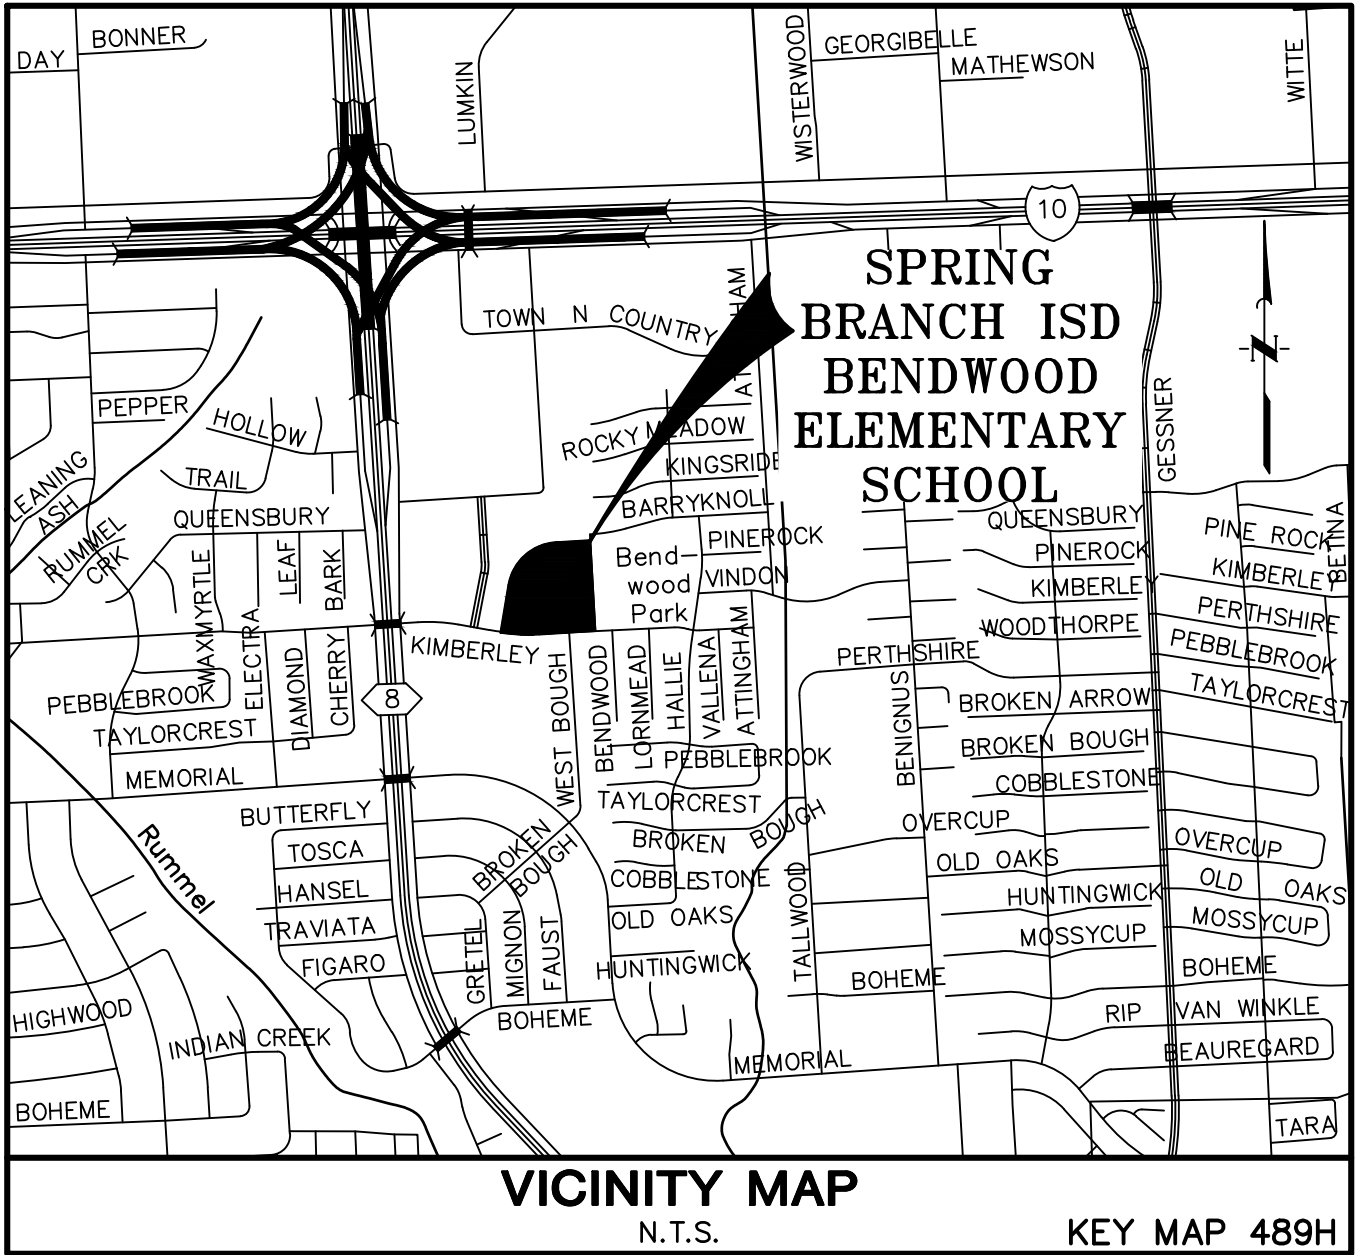 BONNER
DAY
LUMKIN
WISTERWOOD
GEORGIBELLE
MATHEWSON
WITTE
10
SPRING
BRANCH ISD
BENDWOOD
ELEMENTARY
SCHOOL
N
TOWN N COUNTRY
GESSNER
PEPPER
HOLLOW
ROCKY MEADOW
KINGSRIDE
BARRYKNOLL
LEANING
ASH
TRAIL
QUEENSBURY
RUMMEL
CRK
WAXMYRTLE
ELECTRA
LEAF
DIAMOND
BARK
CHERRY
Bend-
wood
Park
PINEROCK
VINDON
QUEENSBURY
PINEROCK
KIMBERLEY
WOODTHORPE
PINE ROCK
BETINA
KIMBERLEY
PERTHSHIRE
PEBBLEBROOK
TAYLORCREST
KIMBERLEY
PERTHSHIRE
8
WEST BOUGH
BENDWOOD
LORNMEAD
HALLIE
VALLENA
ATTINGHAM
BENIGNUS
BROKEN ARROW
BROKEN BOUGH
COBBLESTONE
PEBBLEBROOK
TAYLORCREST
MEMORIAL
PEBBLEBROOK
TAYLORCREST
BROKEN BOUGH
COBBLESTONE
OLD OAKS
HUNTINGWICK
BUTTERFLY
TOSCA
HANSEL
TRAVIATA
FIGARO
BROKEN
BOUGH
GRETEL
MIGNON
FAUST
BOHEME
Rummel
OVERCUP
OLD OAKS
HUNTINGWICK
MOSSYCUP
TALLWOOD
BOHEME
OVERCUP
OLD OAKS
MOSSYCUP
BOHEME
RIP VAN WINKLE
BEAUREGARD
TARA
HIGHWOOD
INDIAN CREEK
BOHEME
MEMORIAL
VICINITY MAP
N.T.S.
KEY MAP 489H